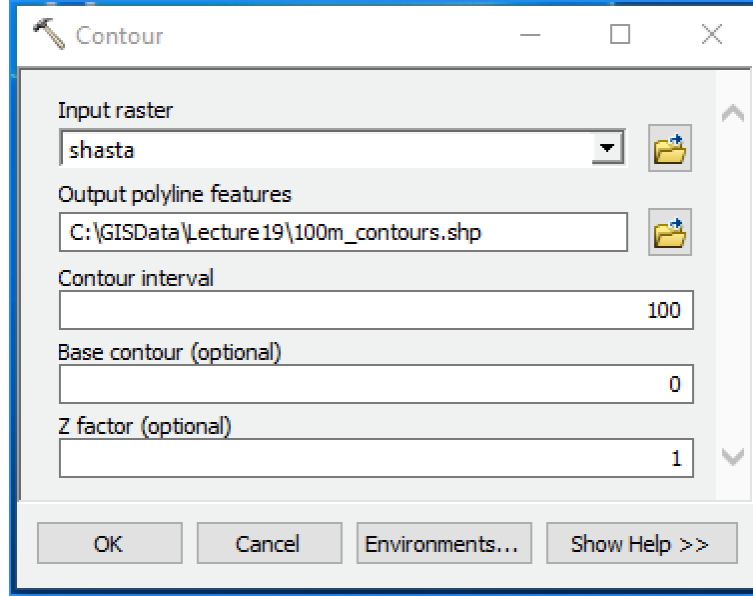 Contour
Input raster
shasta
Output polyline features
C:\GISData\Lecture19\100m_contours.shp
Contour interval
100
Base contour (optional)
0
Z factor (optional)
1
OK Cancel Environments... Show Help >>